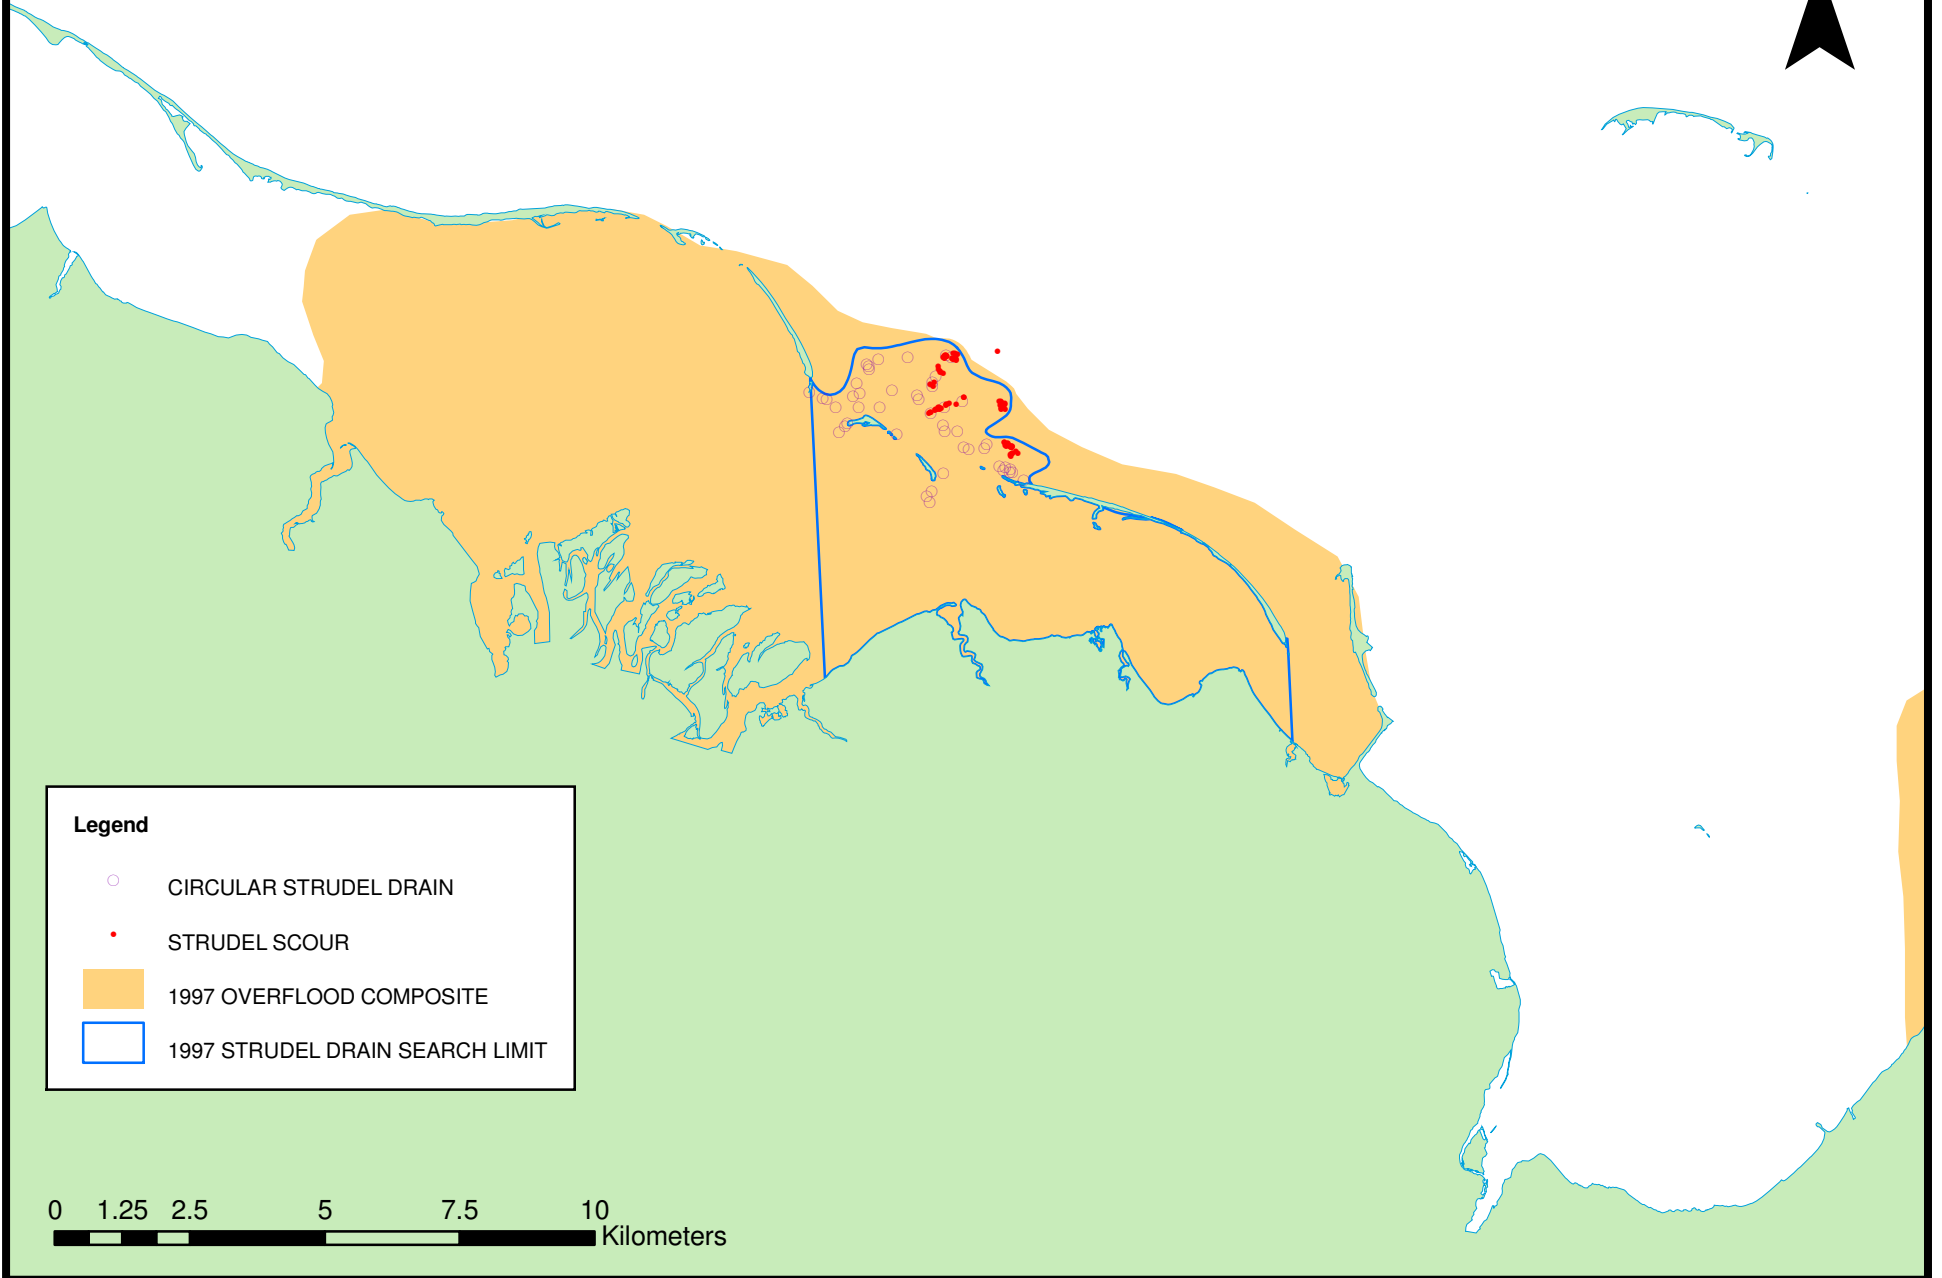 Legend
CIRCULAR STRUDEL DRAIN
STRUDEL SCOUR
1997 OVERFLOOD COMPOSITE
1997 STRUDEL DRAIN SEARCH LIMIT
0 1.25 2.5 5 7.5 10
Kilometers